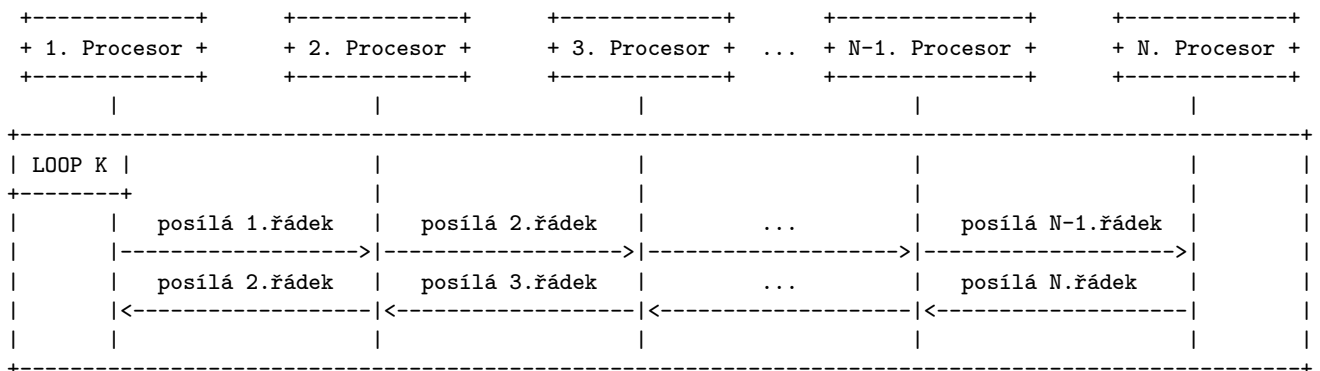 1. Procesor 2. Procesor 3. Procesor ... N-1. Procesor N. Procesor
LOOP K
posílá 1.řádek posílá 2.řádek ... posílá N-1.řádek
posílá 2.řádek posílá 3.řádek ... posílá N.řádek